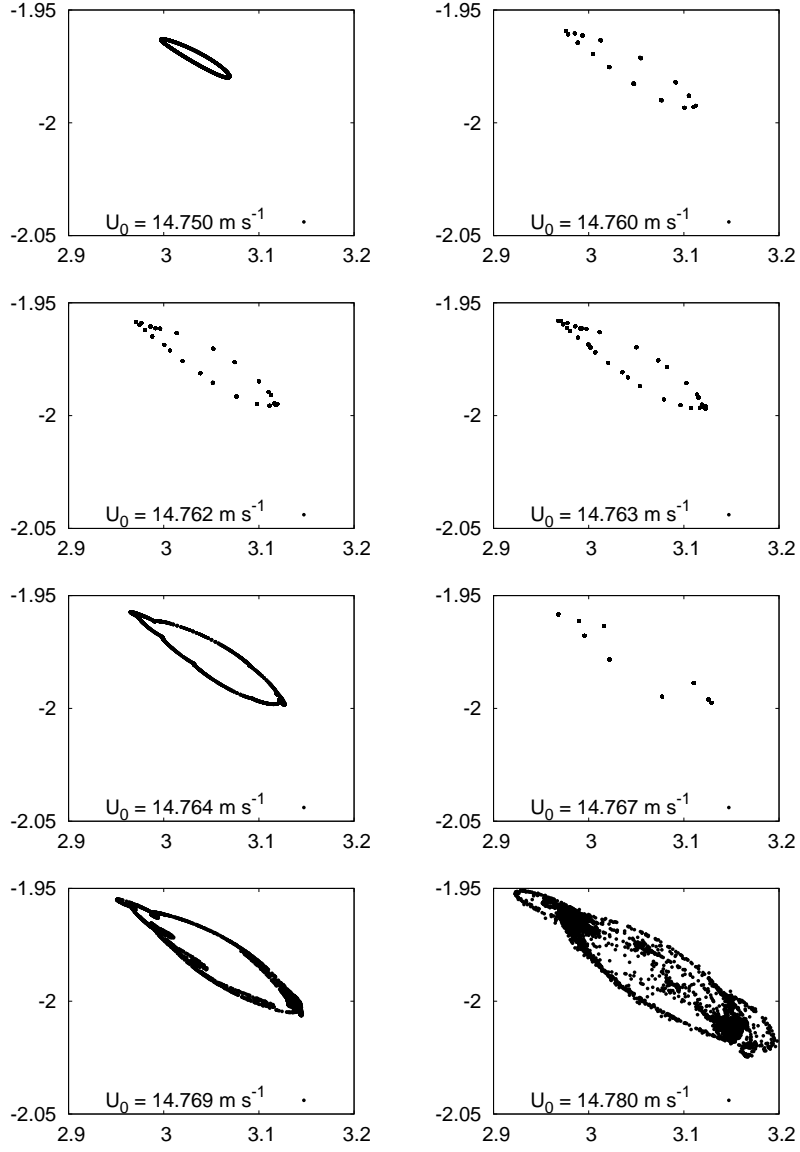 -1.95 -1.95
-2 -2
U0 = 14.750 m s-1 U0 = 14.760 m s-1
-2.05 -2.05
2.9 3 3.1 3.2 2.9 3 3.1 3.2
-1.95 -1.95
-2 -2
U0 = 14.762 m s-1 U0 = 14.763 m s-1
-2.05 -2.05
2.9 3 3.1 3.2 2.9 3 3.1 3.2
-1.95 -1.95
-2 -2
U0 = 14.764 m s-1 U0 = 14.767 m s-1
-2.05 -2.05
2.9 3 3.1 3.2 2.9 3 3.1 3.2
-1.95 -1.95
-2 -2
U0 = 14.769 m s-1 U0 = 14.780 m s-1
-2.05 -2.05
2.9 3 3.1 3.2 2.9 3 3.1 3.2